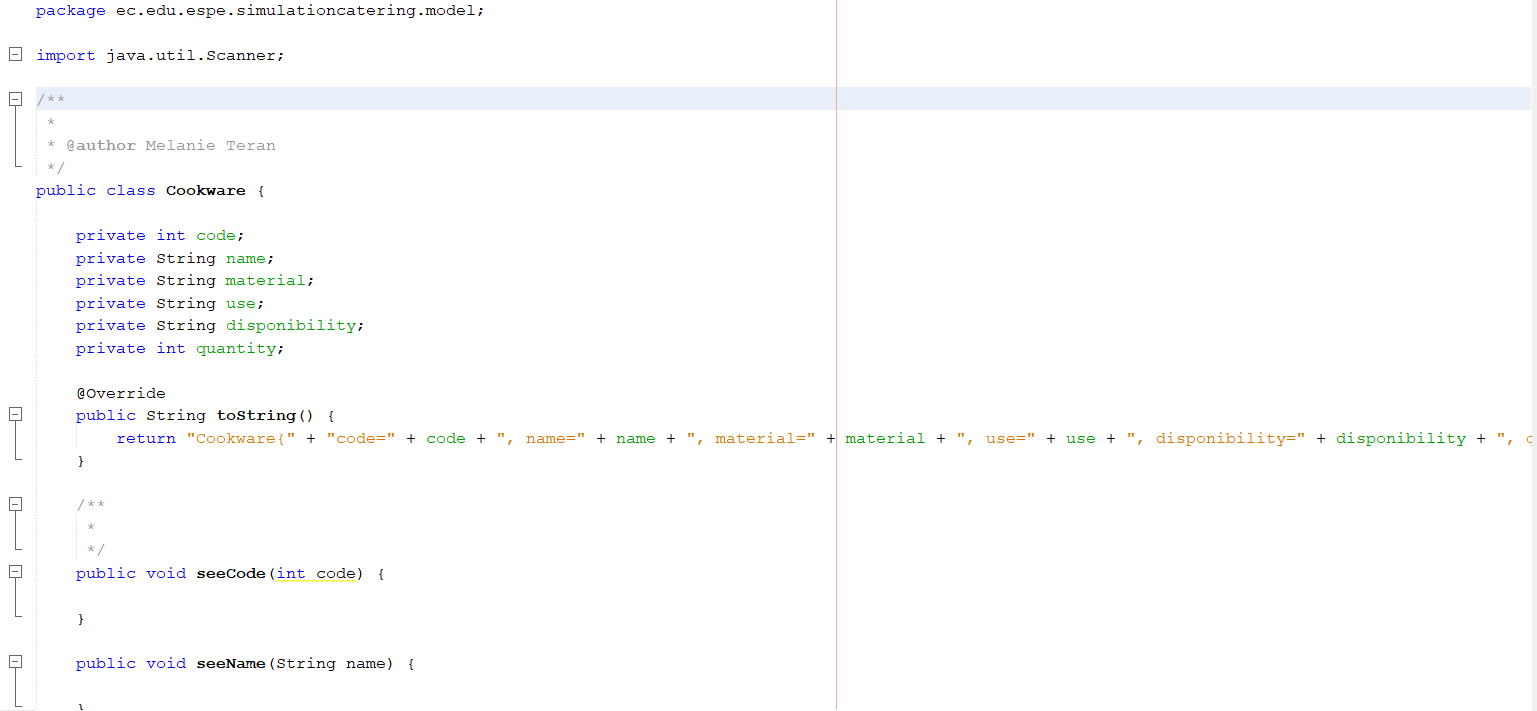 package ec.edu.espe.simulationcatering.model;
import java.util.Scanner;
/**
*
* @author Melanie Teran
*/
public class Cookware {
private int code;
private String name;
private String material;
private String use;
private String disponibility;
private int quantity;
@Override
public String toString() {
return "Cookware{" + "code=" + code + ", name=" + name + ", material=" + material + ", use=" + use + ", disponibility=" + disponibility + ",
}
/**
*
*/
public void seeCode(int code) {
}
public void seeName(String name) {
}